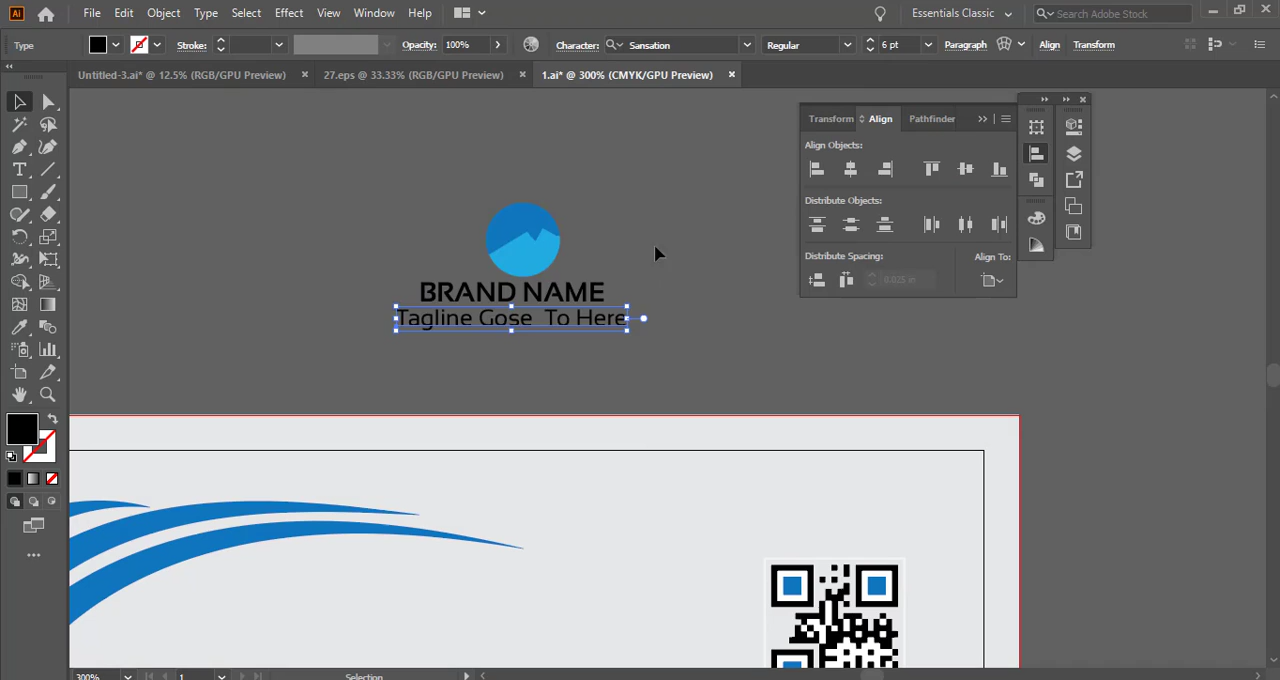 File Edit Object Type Select Effect View Window Help
Essentials Classic
Search Adobe Stock
Type
Stroke:
Opacity: 100%
Character: Sansation Regular 6 pt Paragraph Align Transform
Untitled-3.ai* @ 12.5% (RGB/GPU Preview) 27.eps @ 33.33% (RGB/GPU Preview) 1.ai* @ 300% (CMYK/GPU Preview)
Transform Align Pathfinder
Align Objects:
Distribute Objects:
Distribute Spacing: Align To:
0.025 in
BRAND NAME
Tagline Gose To Here
300% 1 Selection